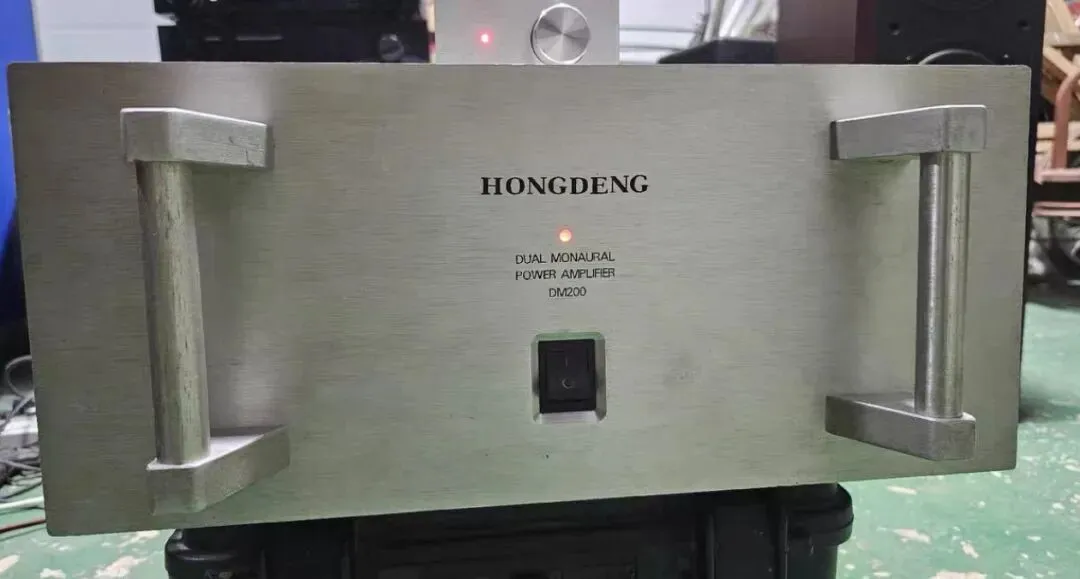 HONGDENG
DUAL MONAURAL
POWER AMPLIFIER
DM200